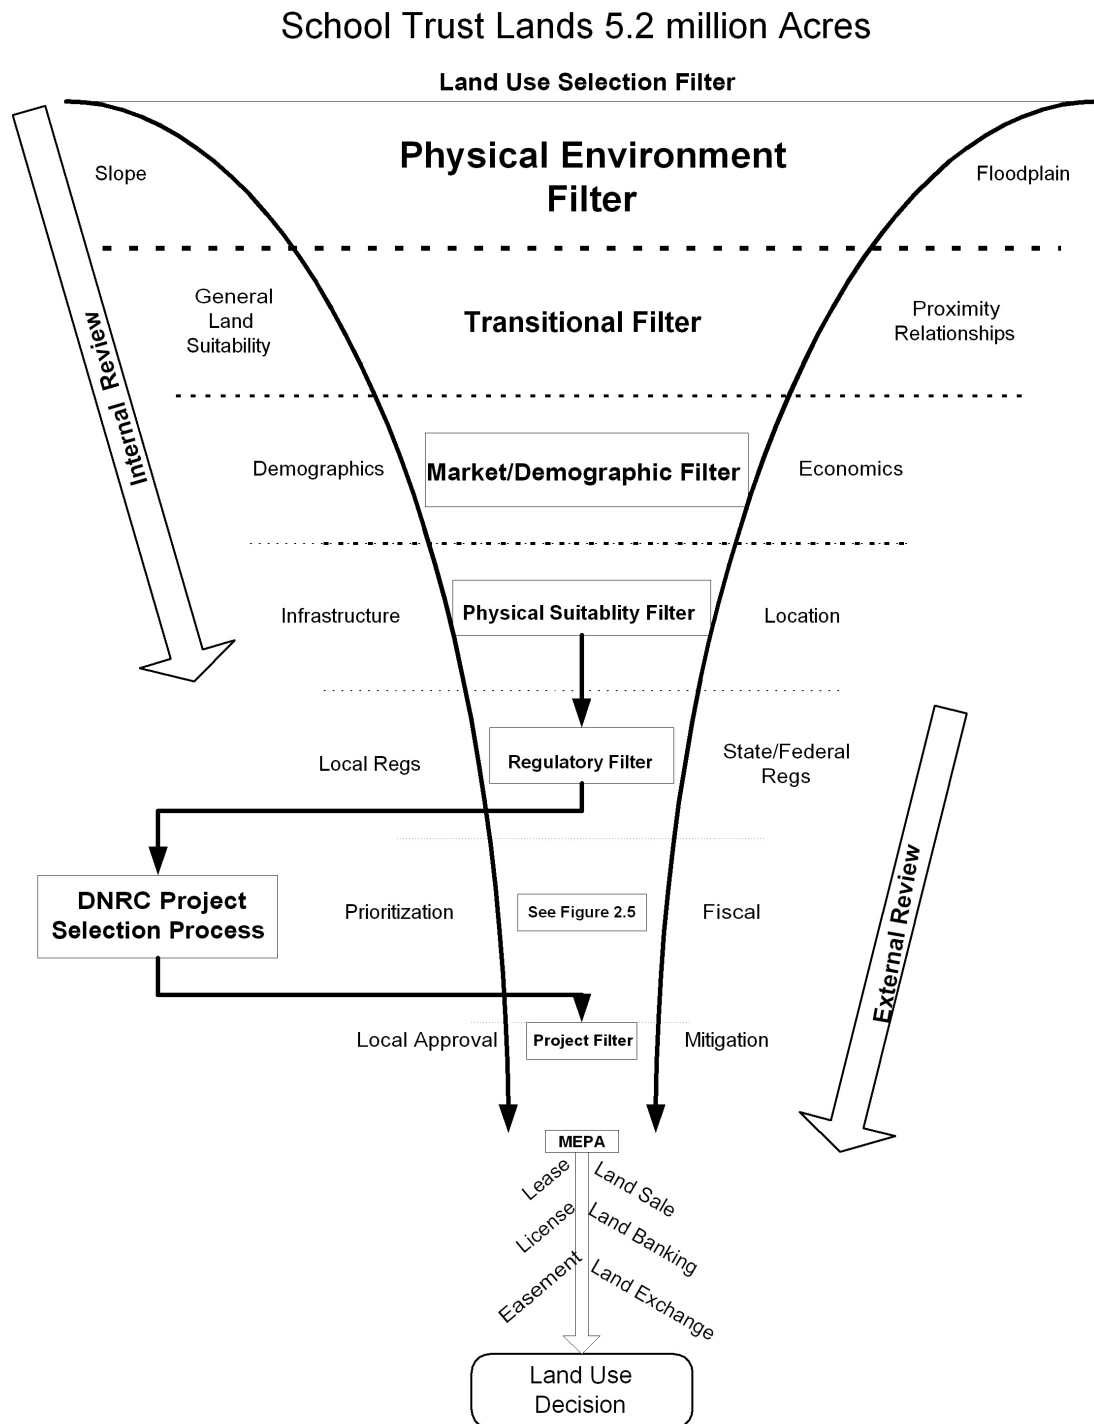 School Trust Lands 5.2 million Acres
Land Use Selection Filter
Physical Environment
Filter
Slope
Floodplain
Internal Review
General
Land
Suitability
Transitional Filter
Proximity
Relationships
Demographics
Market/Demographic Filter
Economics
Infrastructure
Physical Suitablity Filter
Location
Local Regs
Regulatory Filter
State/Federal
Regs
External Review
DNRC Project
Selection Process
Prioritization
See Figure 2.5
Fiscal
Local Approval
Project Filter
Mitigation
MEPA
Lease
Land Sale
License
Land Banking
Easement
Land Exchange
Land Use
Decision